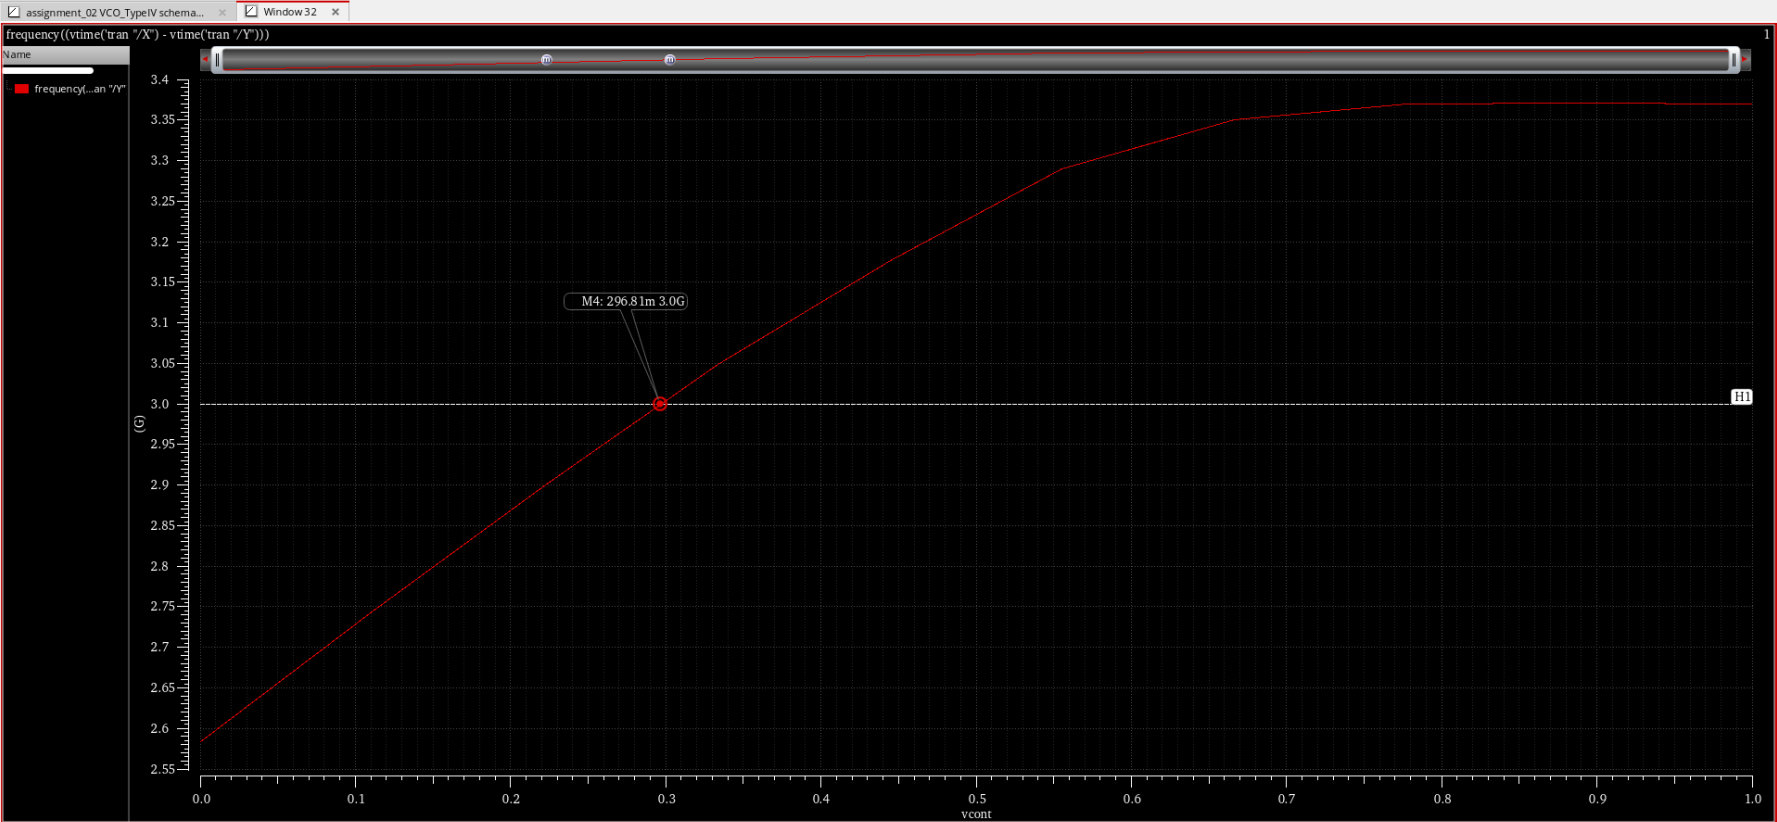 assignment_02 VCO_TypeIV schema...
Window 32
frequency((vtime('tran "/X") - vtime('tran "/Y")))
1
Name
frequency(...an "/Y"
3.4
3.35
3.3
3.25
3.2
3.15
3.1
3.05
3.0
2.95
2.9
2.85
2.8
2.75
2.7
2.65
2.6
2.55
(G)
M4: 296.81m 3.0G
H1
0.0 0.1 0.2 0.3 0.4 0.5 0.6 0.7 0.8 0.9 1.0
vcont